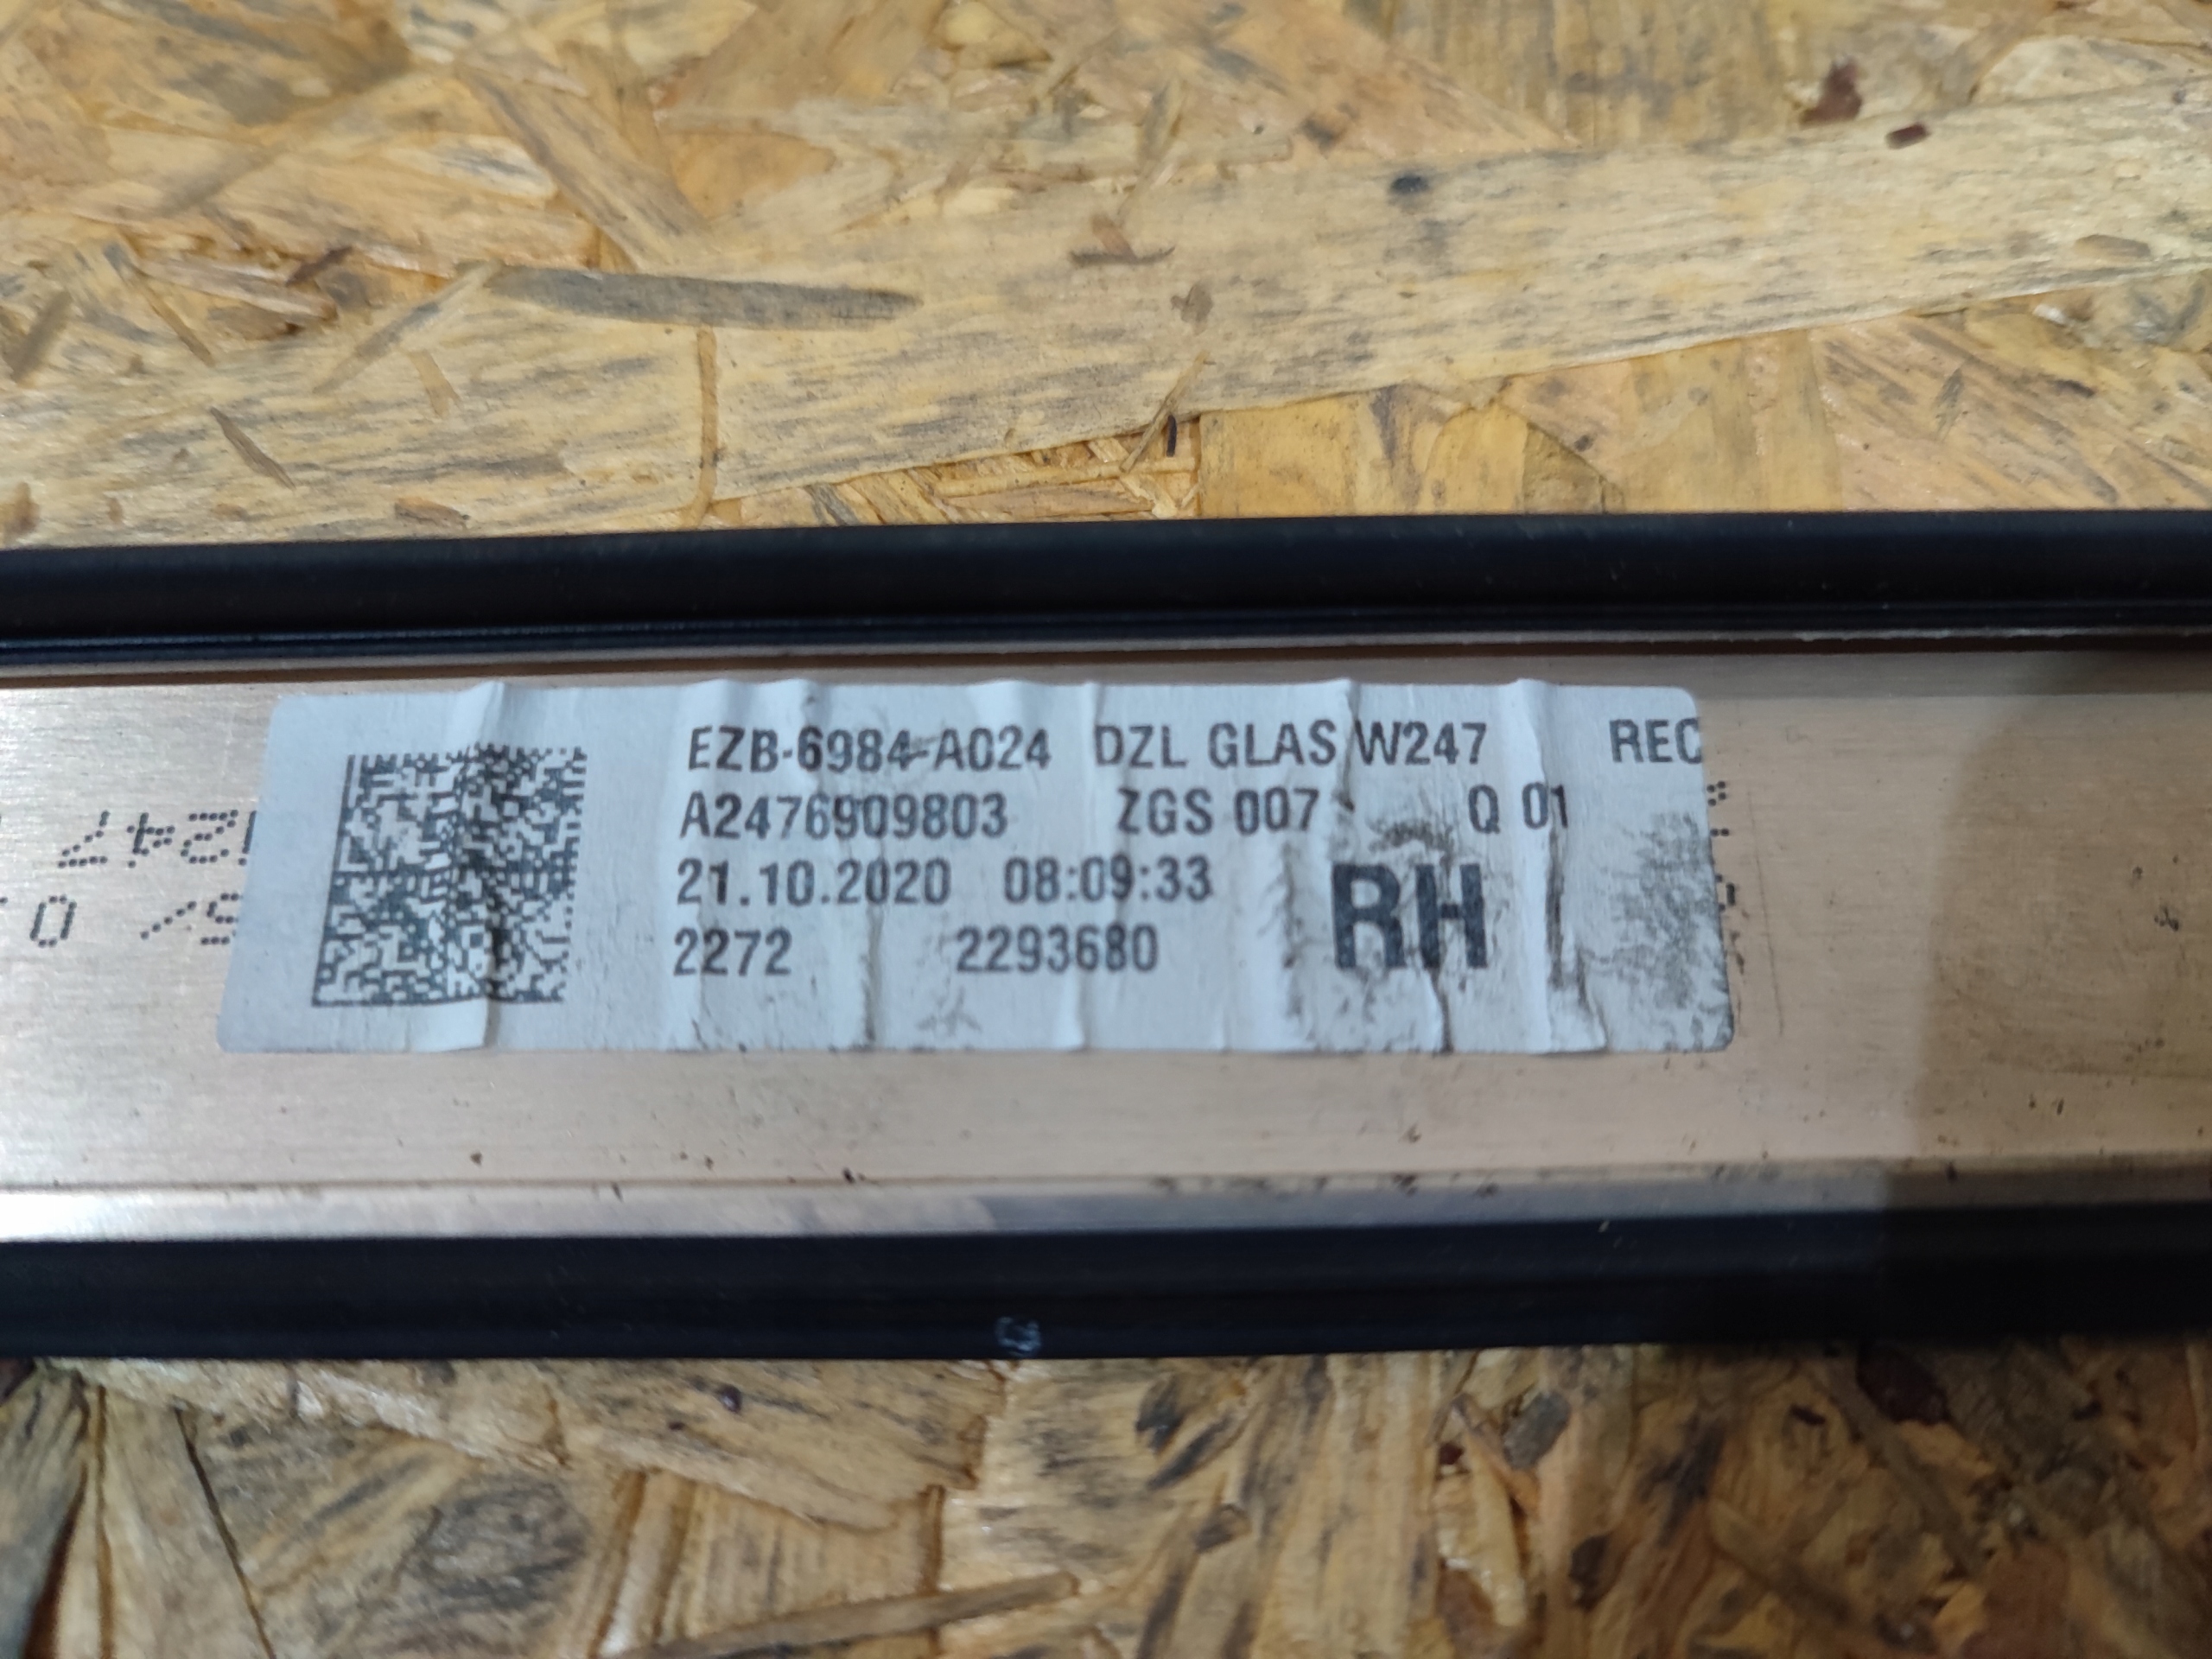 EZB-6984-A024 DZL GLAS W247 REC
A2476909803 ZGS 007 Q 01
21.10.2020 08:09:33
RH
2272 2293680